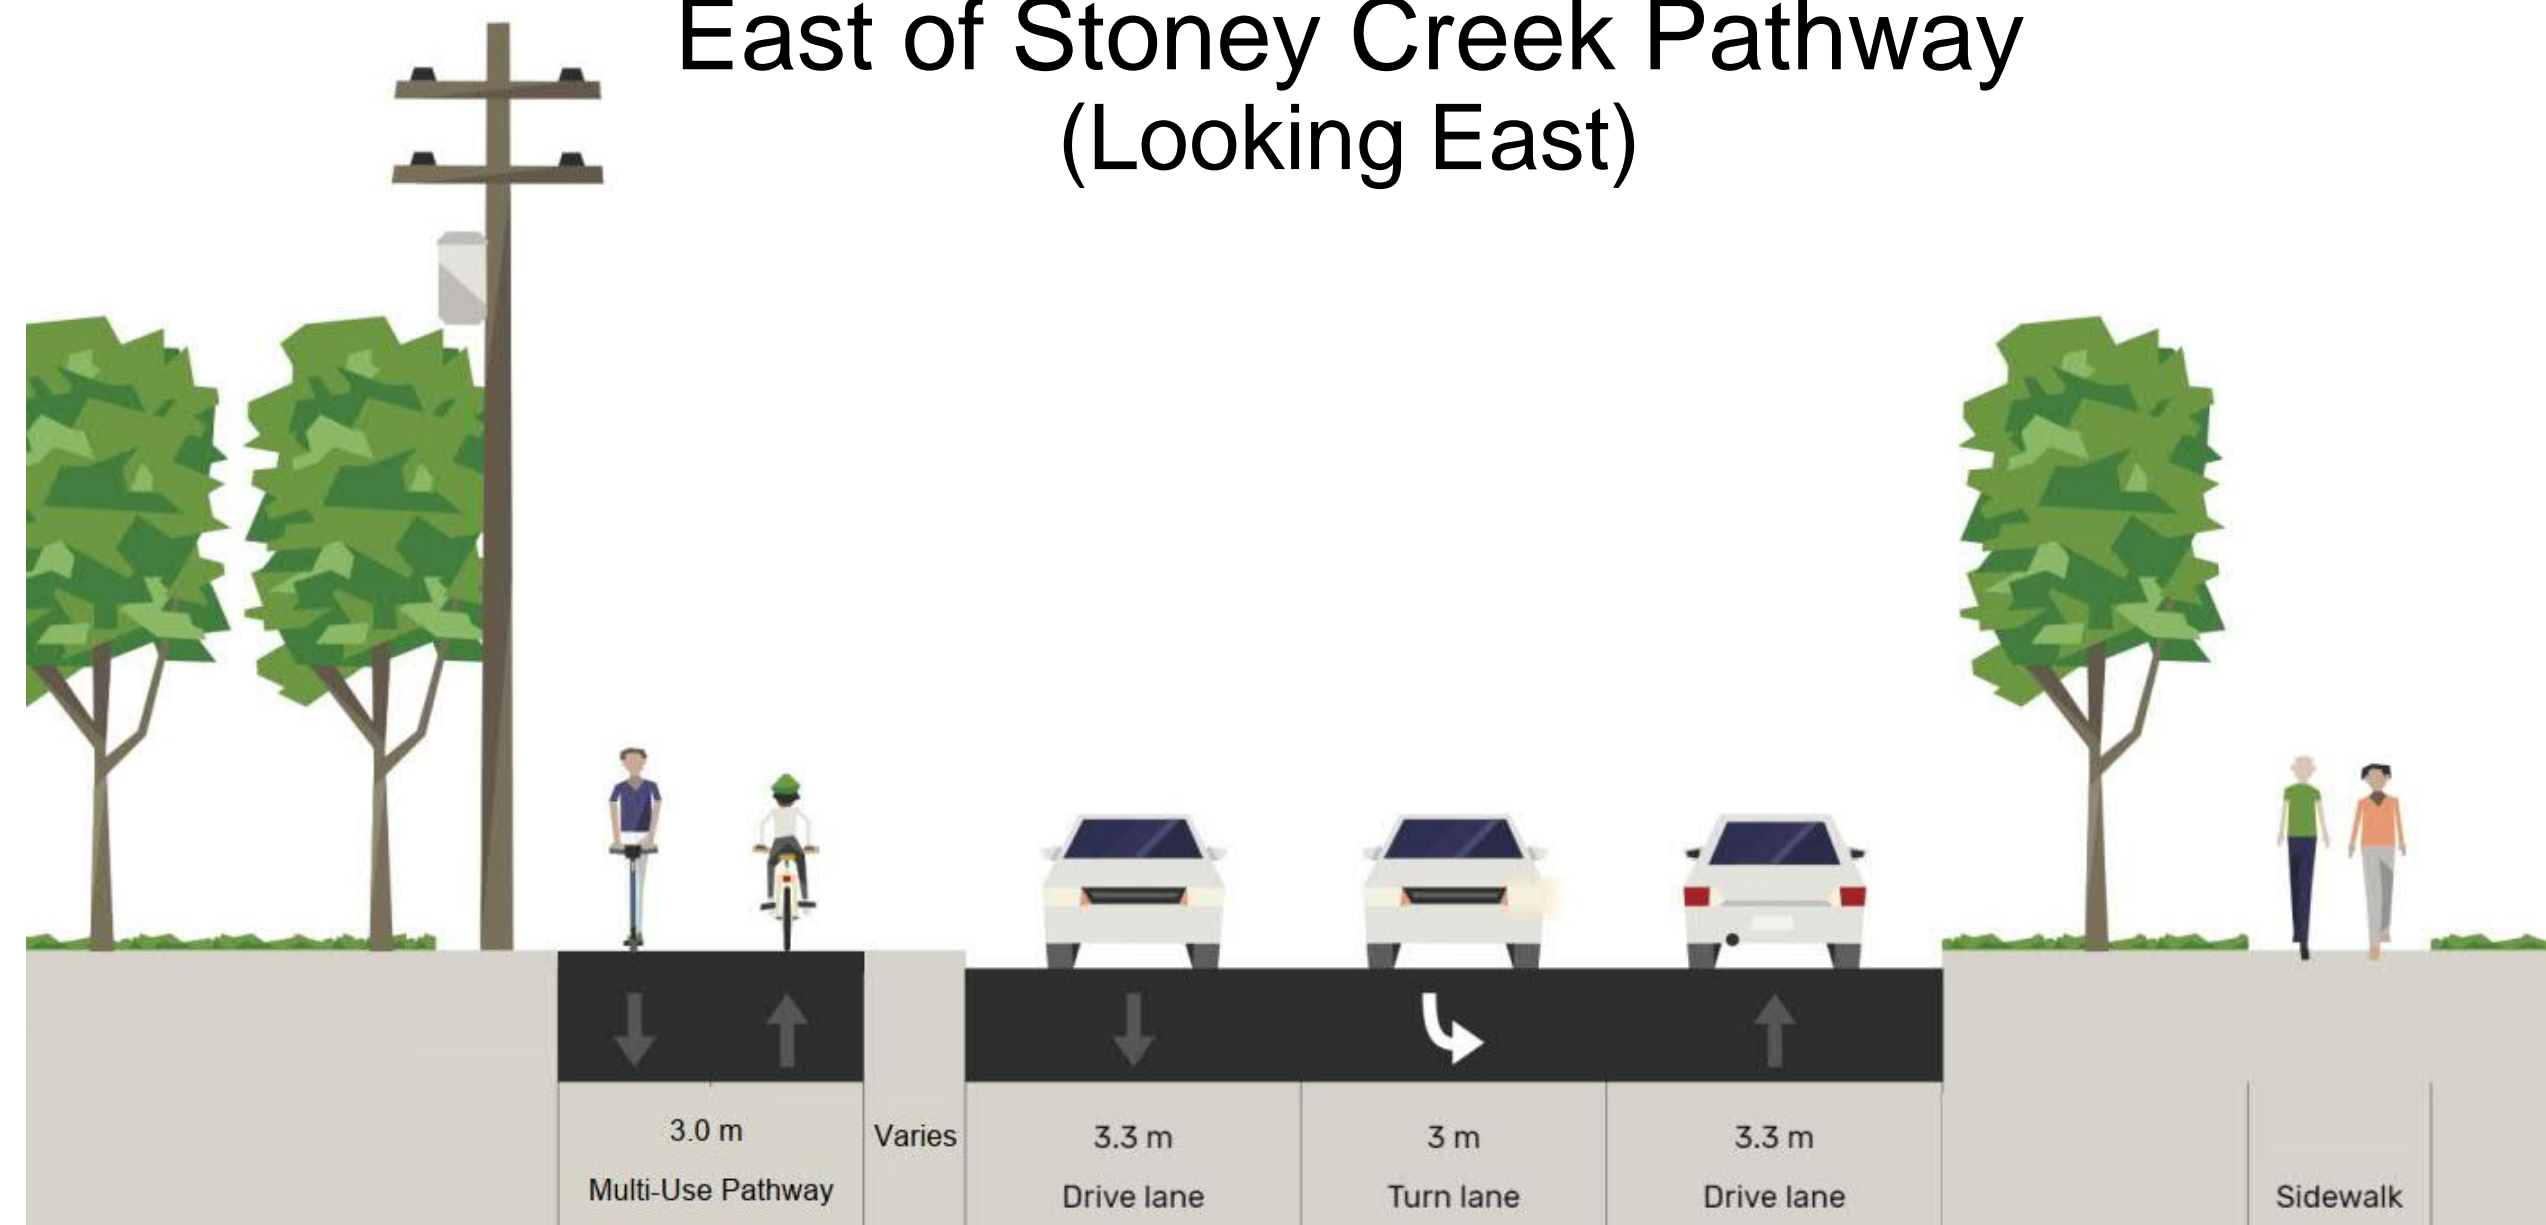 East of Stoney Creek Pathway
(Looking East)
3.0 m
Multi-Use Pathway
Varies
3.3 m
Drive lane
3 m
Turn lane
3.3 m
Drive lane
Sidewalk